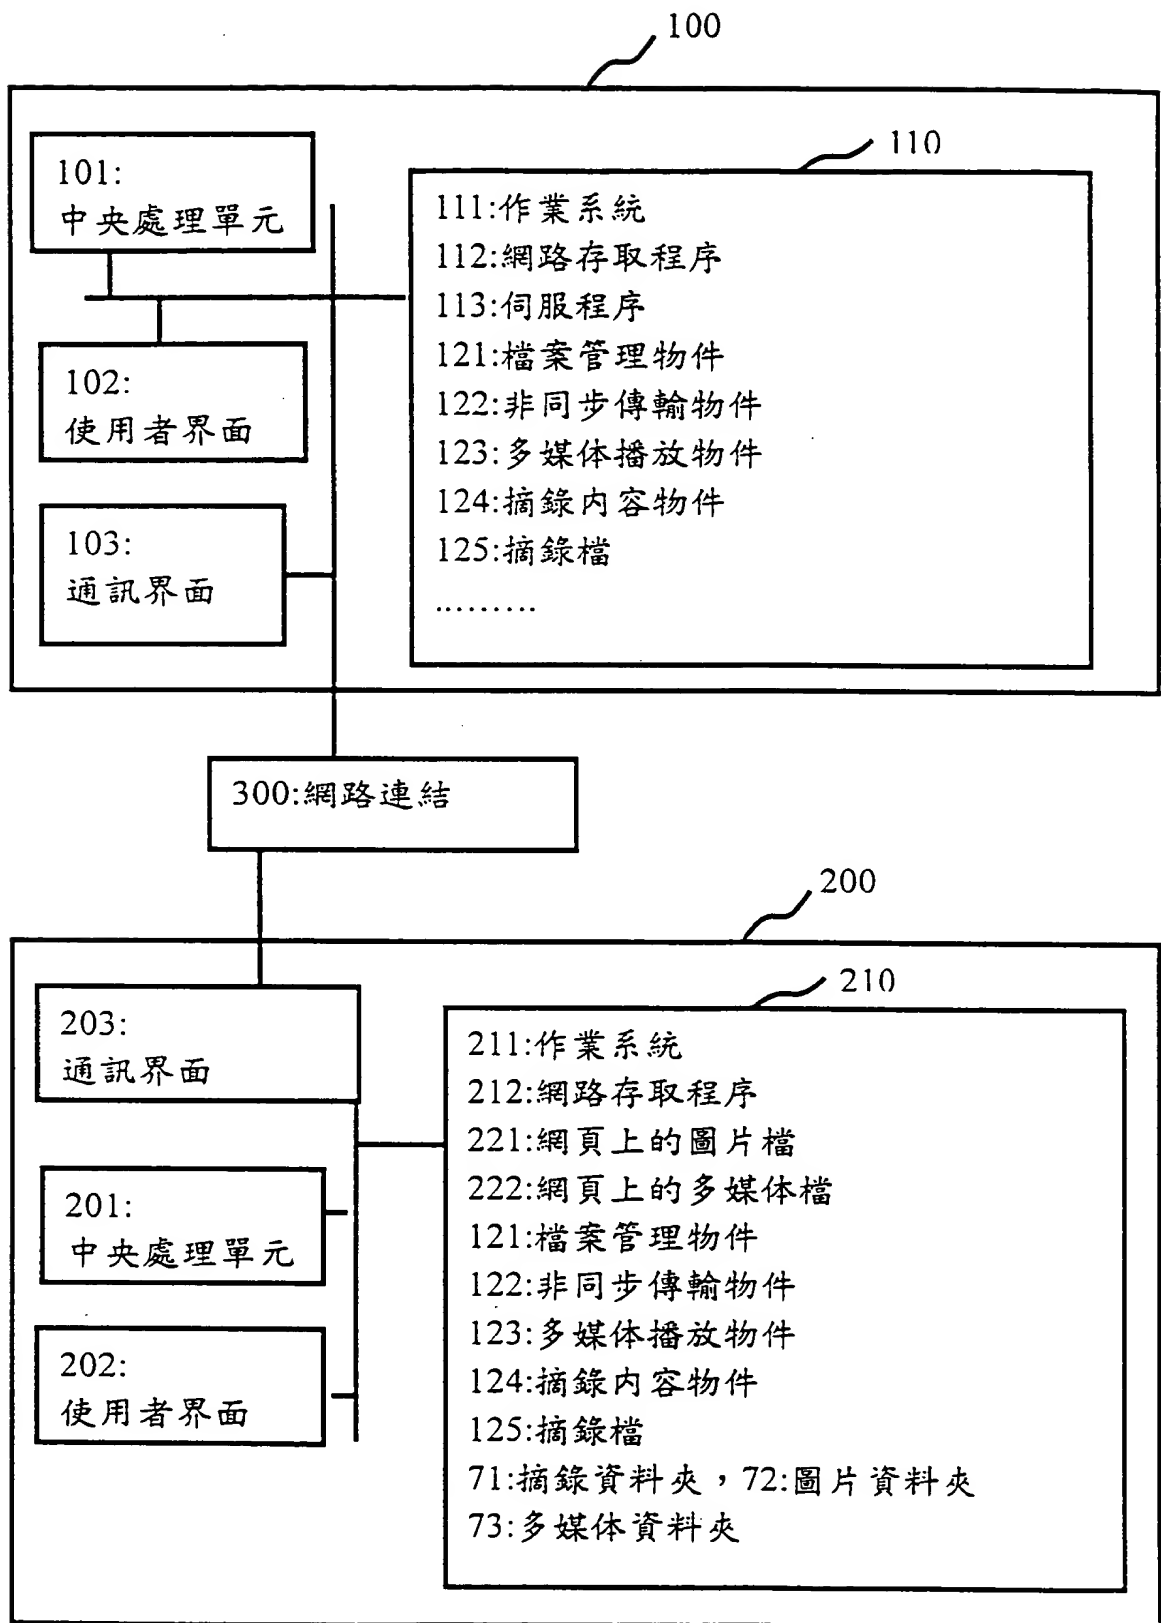 100
110
101:
中央處理單元
102:
使用者界面
103:
通訊界面
111:作業系統
112:網路存取程序
113:伺服程序
121:檔案管理物件
122:非同步傳輸物件
123:多媒体播放物件
124:摘錄内容物件
125:摘錄檔
.........
300:網路連結
200
210
203:
通訊界面
201:
中央處理單元
202:
使用者界面
211:作業系統
212:網路存取程序
221:網頁上的圖片檔
222:網頁上的多媒体檔
121:檔案管理物件
122:非同步傳輸物件
123:多媒体播放物件
124:摘錄内容物件
125:摘錄檔
71:摘錄資料夾，72:圖片資料夾
73:多媒体資料夾